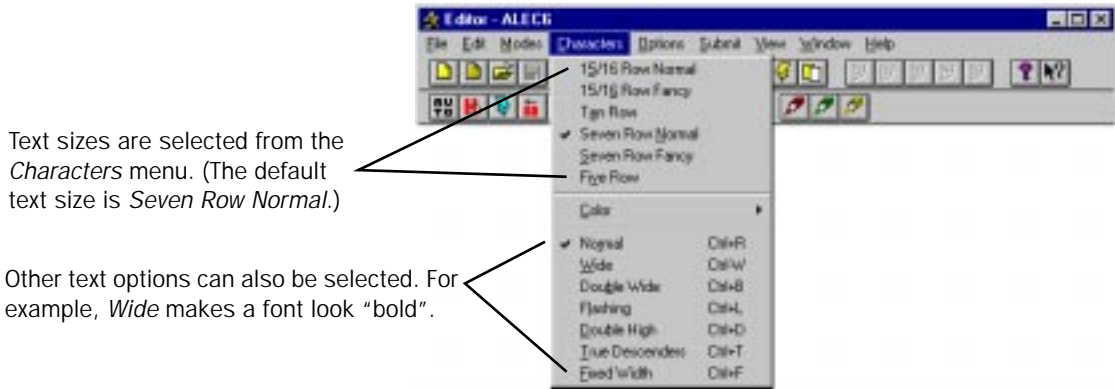 Editor - ALEC6
File Edit Modes Characters Options Submit View Window Help
15/16 Row Normal
15/16 Row Fancy
Ten Row
Seven Row Normal
Seven Row Fancy
Five Row
Color
Normal Ctrl+R
Wide Ctrl+W
Double Wide Ctrl+B
Flashing Ctrl+L
Double High Ctrl+D
True Descenders Ctrl+T
Fixed Width Ctrl+F
Text sizes are selected from the
Characters menu. (The default
text size is Seven Row Normal.)
Other text options can also be selected. For
example, Wide makes a font look “bold”.